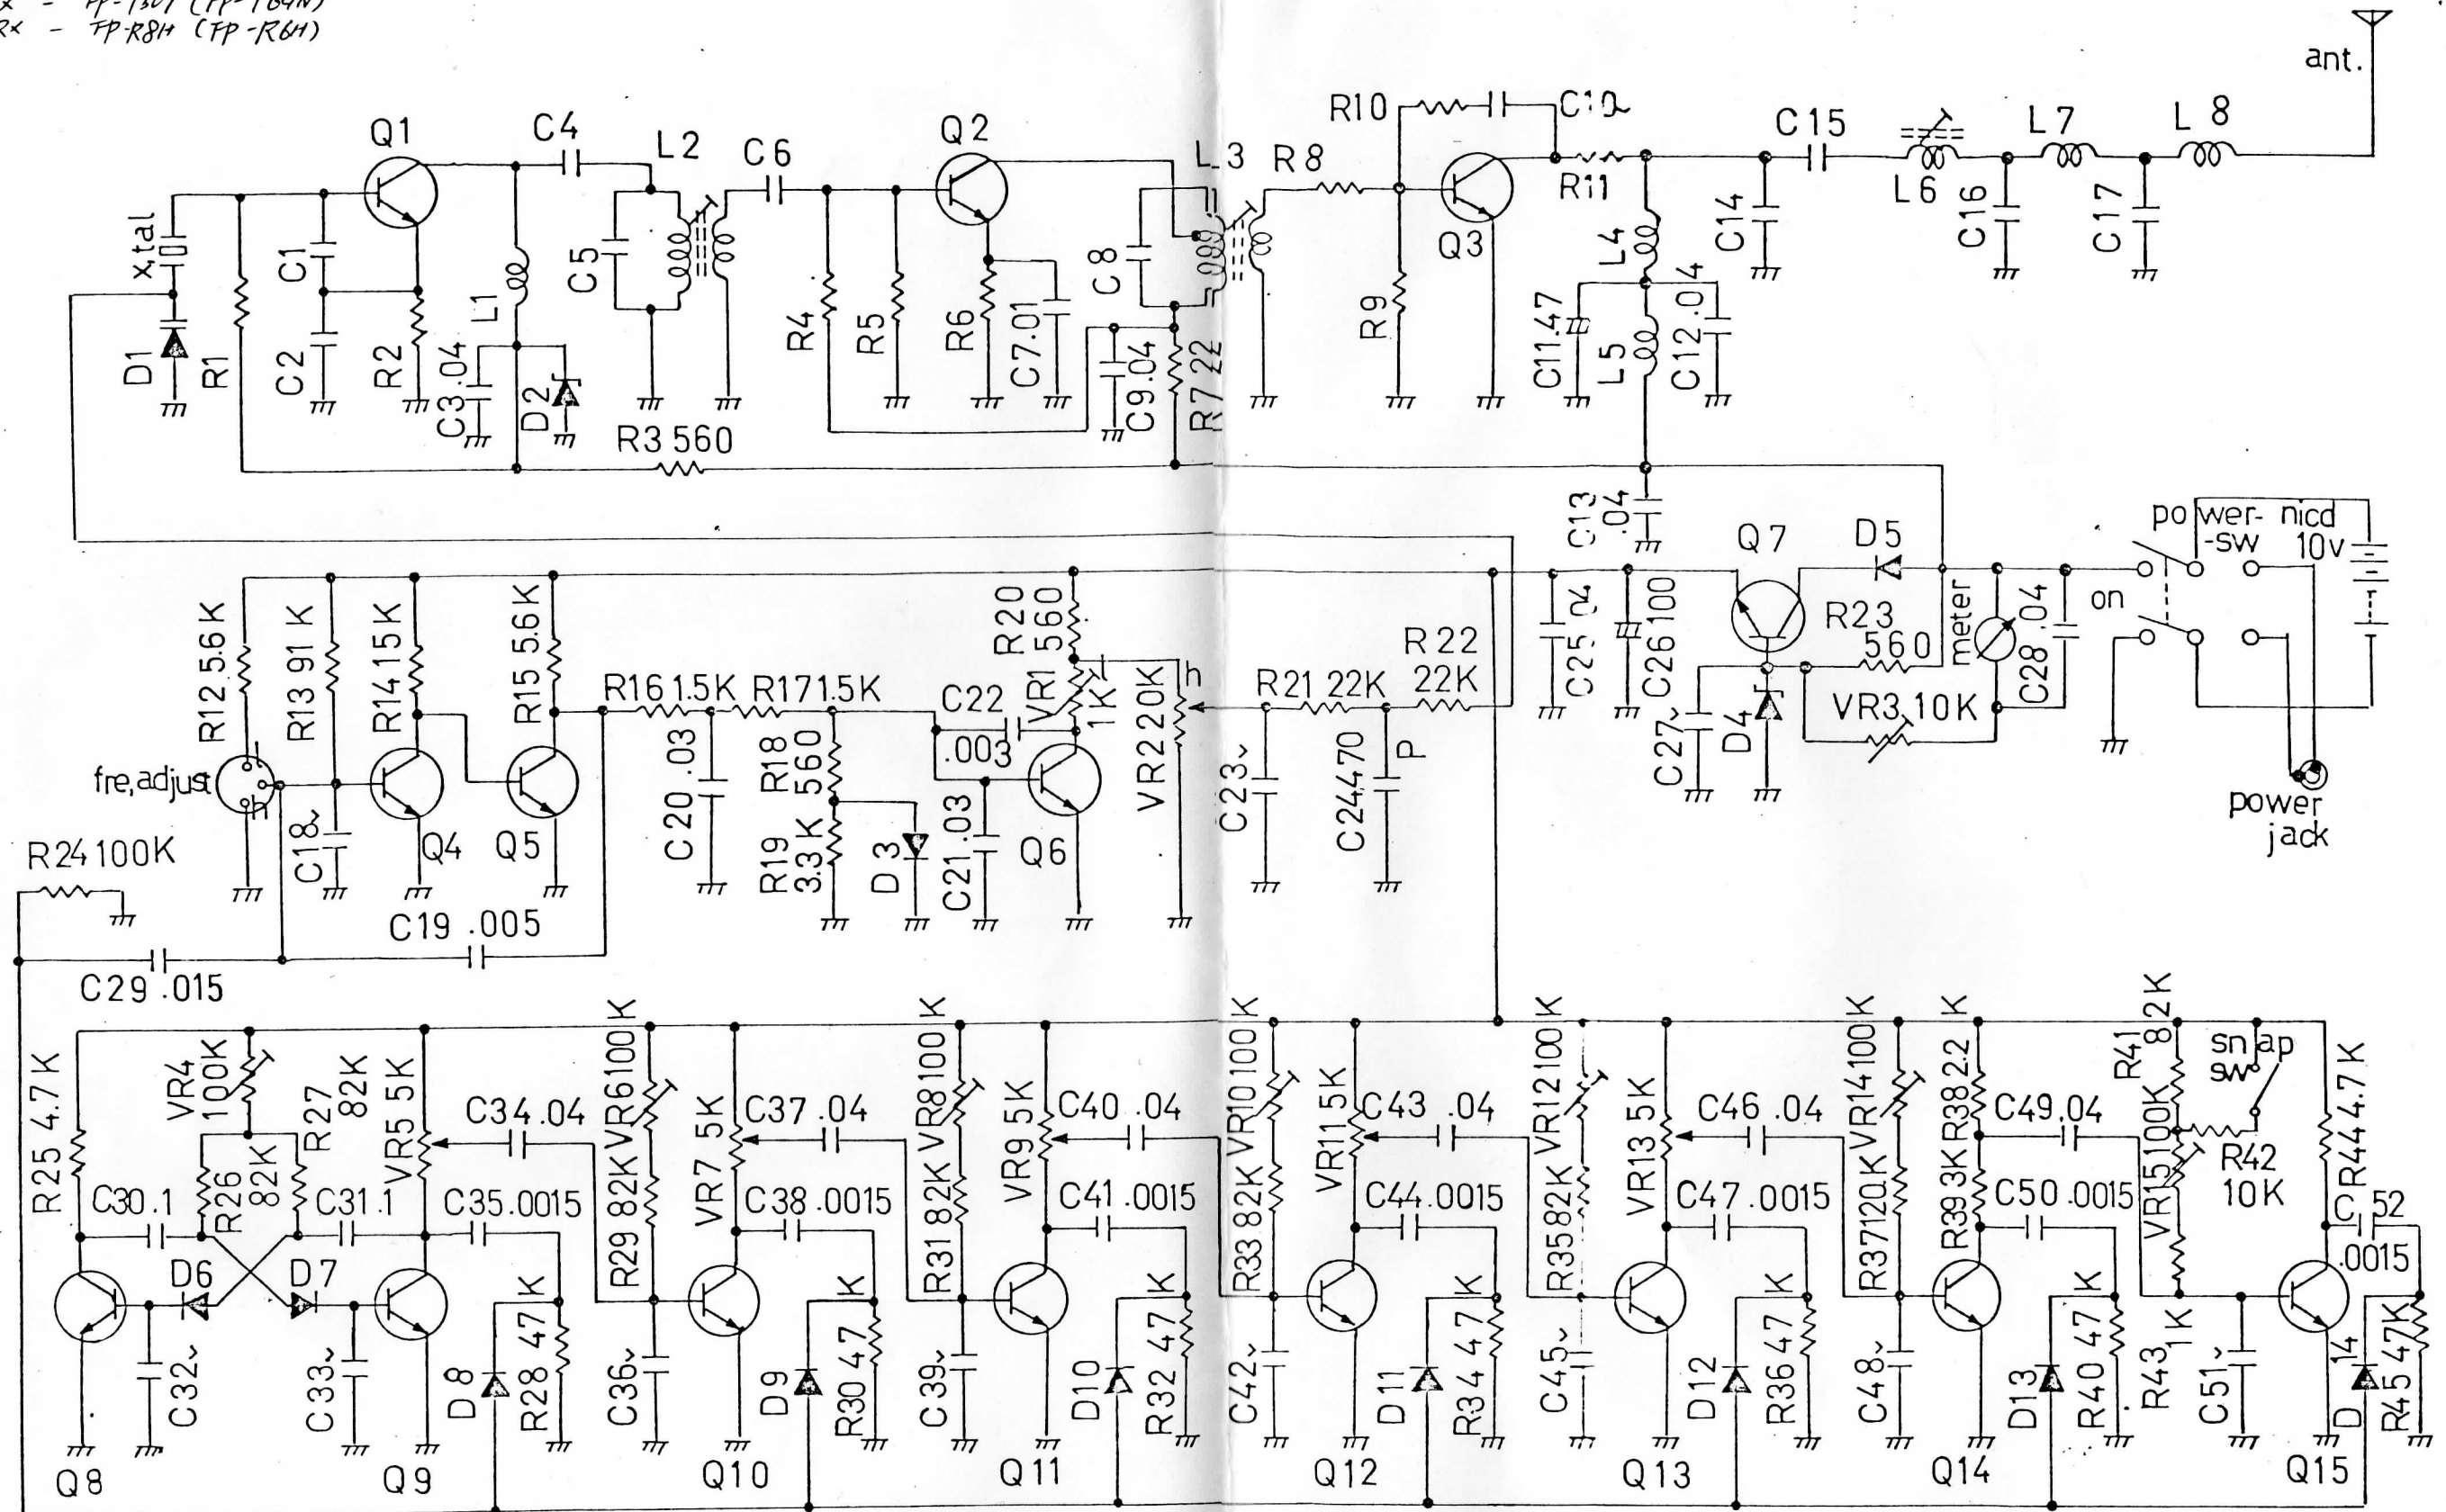 RX - FP-R8H (FP-R6H)
ant.
Q1
C4
L2
C6
Q2
L3
R8
R10
C10
C15
L7
L8
x,tal
C1
C5
C8
Q3
R11
C14
L6
C16
C17
L4
D1
R1
C2
R2
L1
C3.04
D2
R4
R5
R6
C7.01
C9.04
R7 22
R9
C11.47
L5
C12.04
R3 560
C13 .04
Q7
D5
power-sw
nicd 10v
on
R12 5.6K
R13 91K
R14 15K
R15 5.6K
R16 1.5K
R17 1.5K
C22 .003
R20 560
VR1 1K
VR2 20K
h
R21 22K
R22 22K
C25 .04
C26 100
R23 560
meter
C28 .04
VR3 10K
C27
D4
fre,adjust
l
h
C18
Q4
Q5
C20 .03
R18 560
R19 3.3K
D3
C21 .03
Q6
C23
C24 470 P
power jack
R24 100K
C19 .005
C29 .015
R25 4.7K
VR4 100K
R27 82K
R26 82K
VR5 5K
C34 .04
R29 82K VR6 100K
VR7 5K
C37 .04
R31 82K VR8 100K
VR9 5K
C40 .04
R33 82K VR10 100K
VR11 5K
C43 .04
R35 82K VR12 100K
VR13 5K
C46 .04
R37 120K VR14 100K
R39 3K R38 2.2K
C49 .04
R41 82K
snap sw
VR15 100K
R42 10K
R44 4.7K
C30 .1
C31 .1
C35 .0015
C38 .0015
C41 .0015
C44 .0015
C47 .0015
C50 .0015
C52 .0015
D6
D7
C32
C33
D8
R28 47K
C36
D9
R30 47K
C39
D10
R32 47K
C42
D11
R34 47K
C45
D12
R36 47K
C48
D13
R40 47K
R43 1K
C51
D14
R45 47K
Q8
Q9
Q10
Q11
Q12
Q13
Q14
Q15